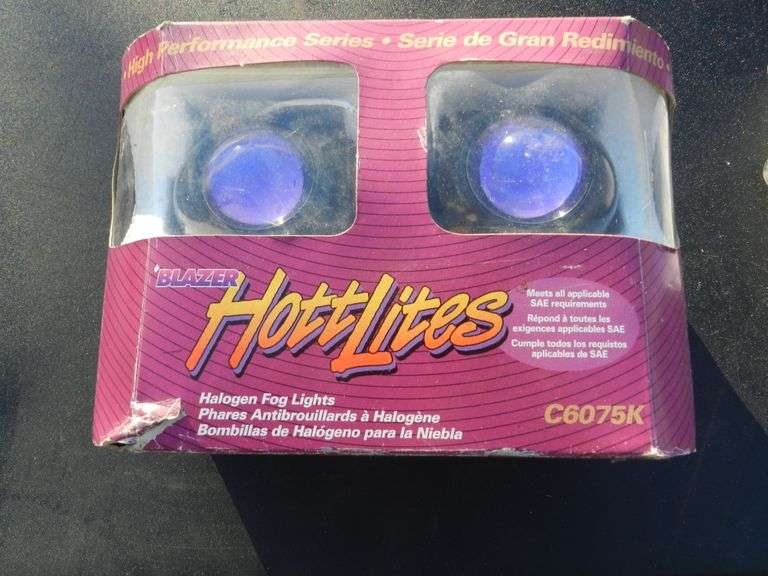 • High Performance Series • Serie de Gran Redimiento •
BLAZER
HottLites
Meets all applicable
SAE requirements
Répond à toutes les
exigences applicables SAE
Cumple todos los requistos
aplicables de SAE
Halogen Fog Lights
Phares Antibrouillards à Halogène
Bombillas de Halógeno para la Niebla
C6075K